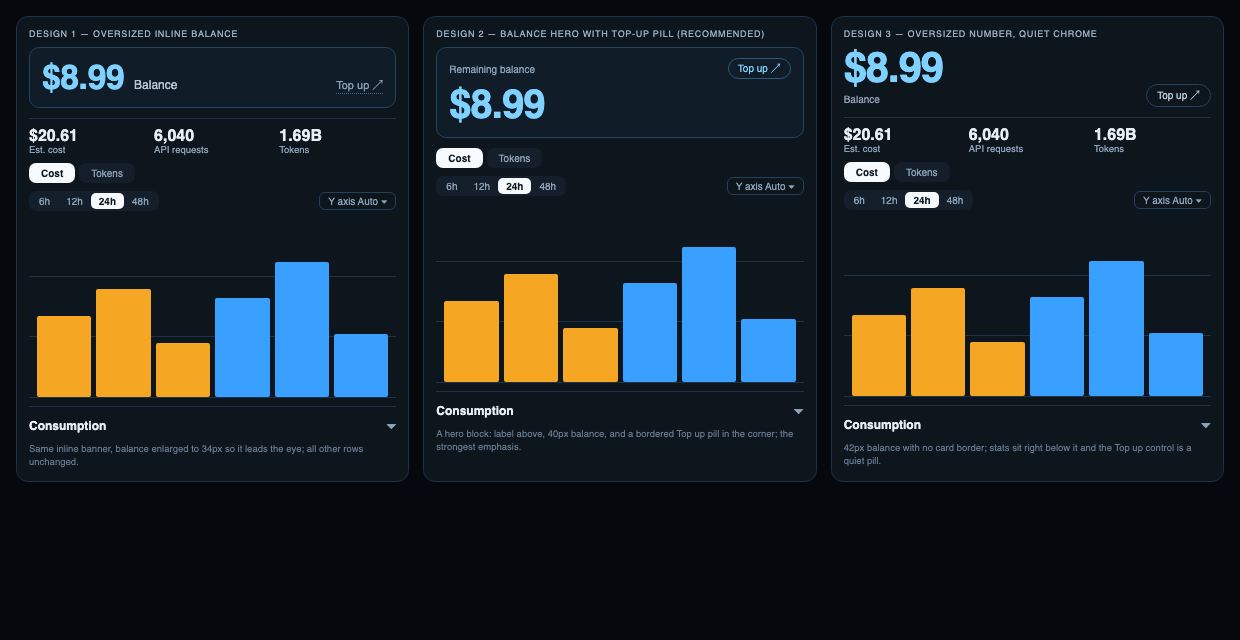 DESIGN 1 — OVERSIZED INLINE BALANCE
$8.99 Balance Top up ↗
$20.61 6,040 1.69B
Est. cost API requests Tokens
Cost Tokens
6h 12h 24h 48h Y axis Auto ▾
Consumption
Same inline banner, balance enlarged to 34px so it leads the eye; all other rows
unchanged.
DESIGN 2 — BALANCE HERO WITH TOP-UP PILL (RECOMMENDED)
Remaining balance Top up ↗
$8.99
Cost Tokens
6h 12h 24h 48h Y axis Auto ▾
Consumption
A hero block: label above, 40px balance, and a bordered Top up pill in the corner; the
strongest emphasis.
DESIGN 3 — OVERSIZED NUMBER, QUIET CHROME
$8.99
Balance Top up ↗
$20.61 6,040 1.69B
Est. cost API requests Tokens
Cost Tokens
6h 12h 24h 48h Y axis Auto ▾
Consumption
42px balance with no card border; stats sit right below it and the Top up control is a
quiet pill.